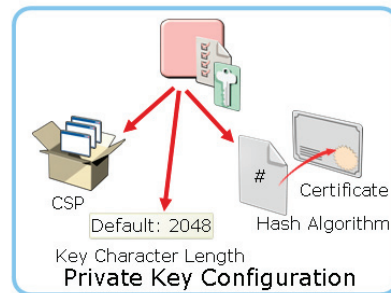 CSP
Default: 2048
Key Character Length
#
Certificate
Hash Algorithm
Private Key Configuration